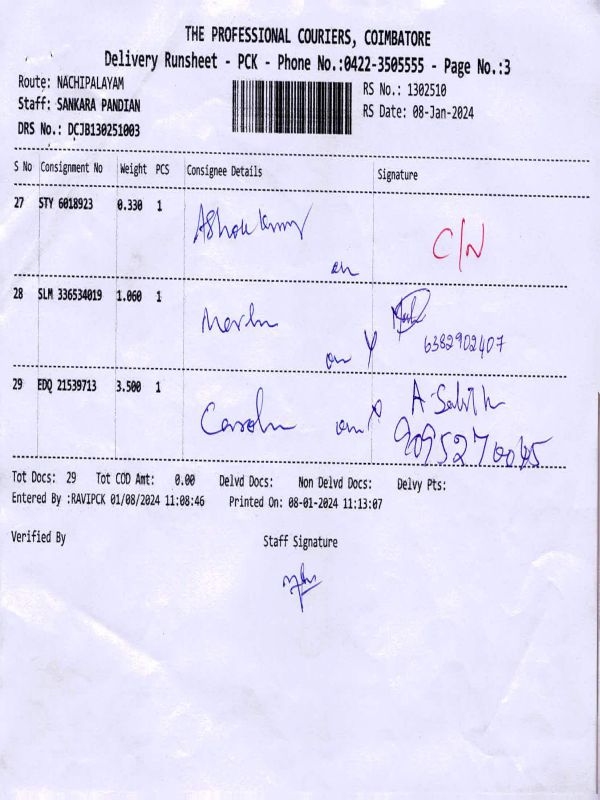 THE PROFESSIONAL COURIERS, COIMBATORE
Delivery Runsheet - PCK - Phone No.:0422-3505555 - Page No.:3
Route: NACHIPALAYAM
RS No.: 1302510
Staff: SANKARA PANDIAN
RS Date: 08-Jan-2024
DRS No.: DCJB130251003
S No Consignment No Weight PCS Consignee Details Signature
27 STY 6018923 0.330 1 Ashok kumar C/N
28 SLM 336534019 1.060 1
6382902407
29 EDQ 21539713 3.500 1
Tot Docs: 29 Tot COD Amt: 0.00 Delvd Docs: Non Delvd Docs: Delvy Pts:
Entered By :RAVIPCK 01/08/2024 11:08:46 Printed On: 08-01-2024 11:13:07
Verified By Staff Signature